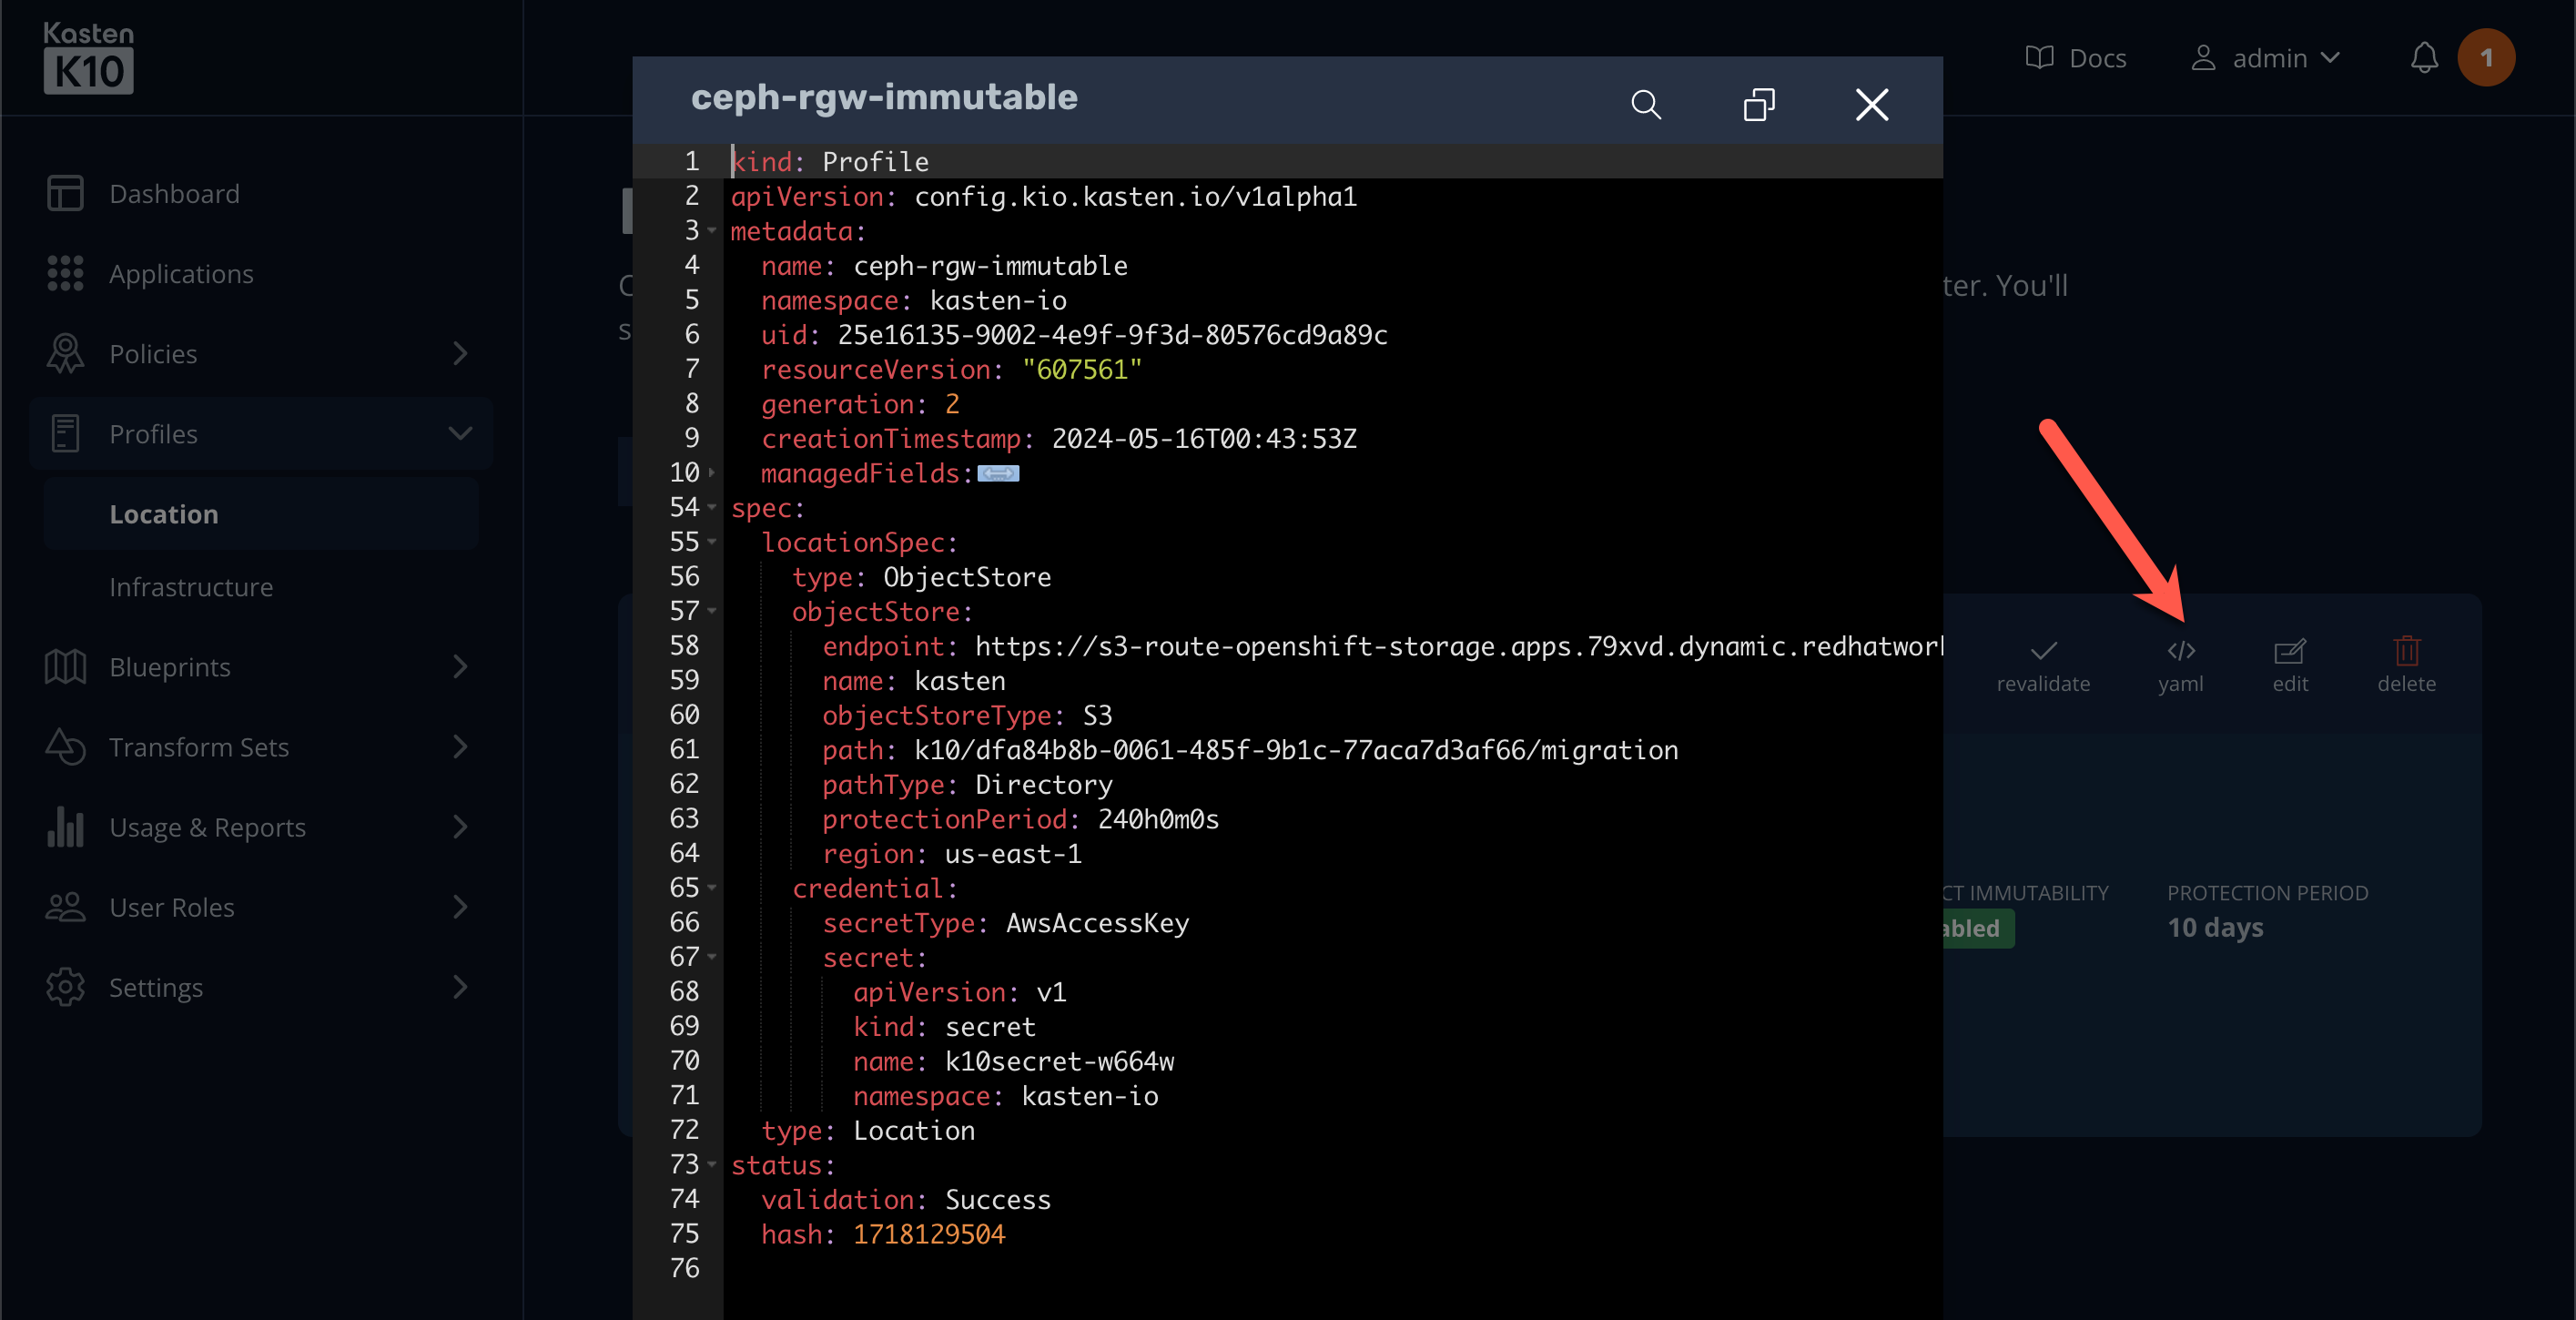 Kasten
K10
Docs
admin
1
Dashboard
Applications
Policies
Profiles
Location
Infrastructure
Blueprints
Transform Sets
Usage & Reports
User Roles
Settings
ceph-rgw-immutable
1 kind: Profile
2 apiVersion: config.kio.kasten.io/v1alpha1
3 metadata:
4 name: ceph-rgw-immutable
5 namespace: kasten-io
6 uid: 25e16135-9002-4e9f-9f3d-80576cd9a89c
7 resourceVersion: "607561"
8 generation: 2
9 creationTimestamp: 2024-05-16T00:43:53Z
10 managedFields:
54 spec:
55 locationSpec:
56 type: ObjectStore
57 objectStore:
58 endpoint: https://s3-route-openshift-storage.apps.79xvd.dynamic.redhatwor
59 name: kasten
60 objectStoreType: S3
61 path: k10/dfa84b8b-0061-485f-9b1c-77aca7d3af66/migration
62 pathType: Directory
63 protectionPeriod: 240h0m0s
64 region: us-east-1
65 credential:
66 secretType: AwsAccessKey
67 secret:
68 apiVersion: v1
69 kind: secret
70 name: k10secret-w664w
71 namespace: kasten-io
72 type: Location
73 status:
74 validation: Success
75 hash: 1718129504
76
ter. You'll
revalidate
yaml
edit
delete
CT IMMUTABILITY
abled
PROTECTION PERIOD
10 days